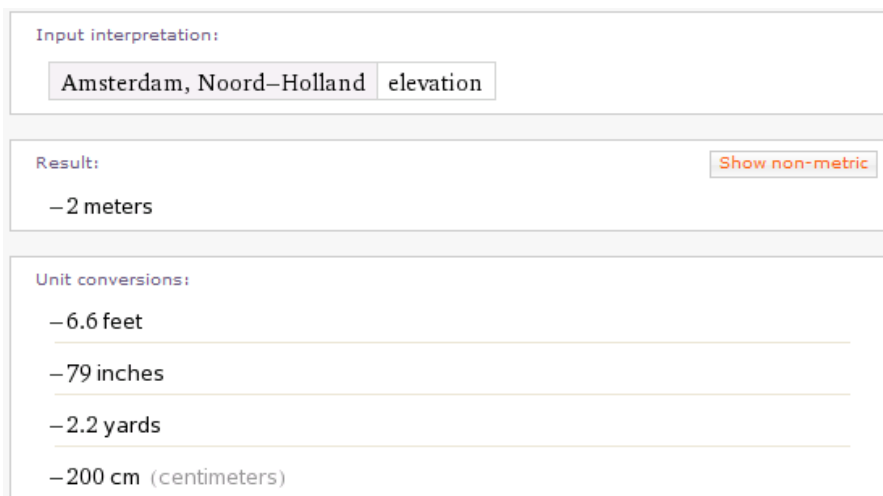 Input interpretation:
Amsterdam, Noord–Holland elevation
Result:
Show non-metric
−2 meters
Unit conversions:
−6.6 feet
−79 inches
−2.2 yards
−200 cm (centimeters)